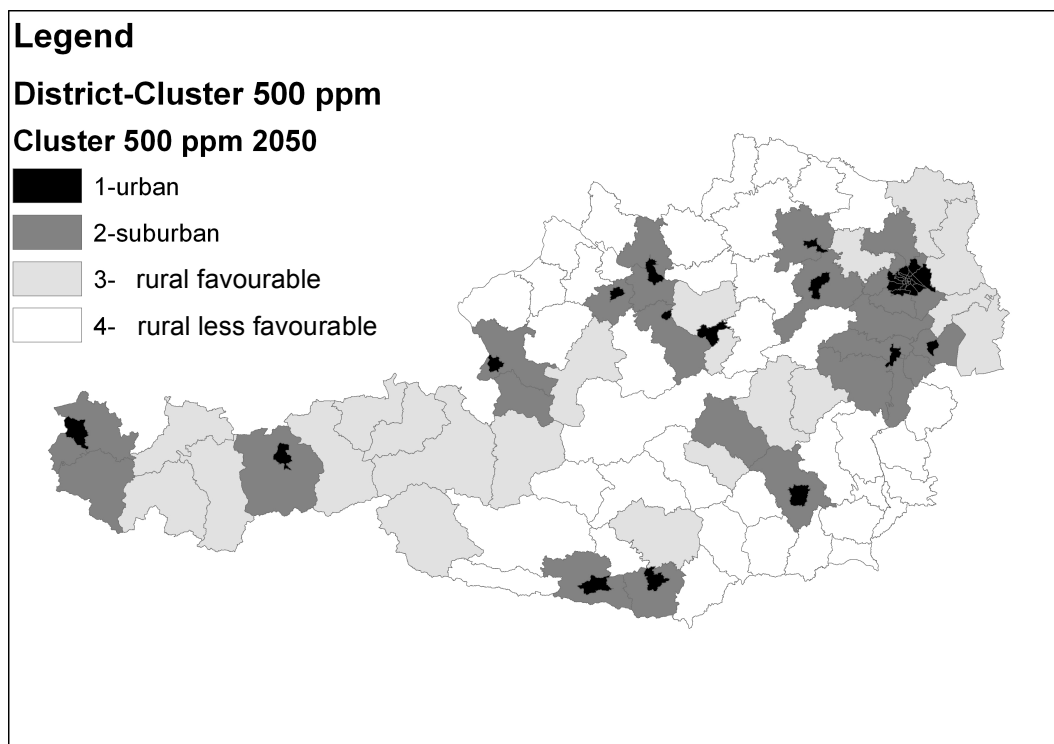 Legend
District-Cluster 500 ppm
Cluster 500 ppm 2050
1-urban
2-suburban
3- rural favourable
4- rural less favourable